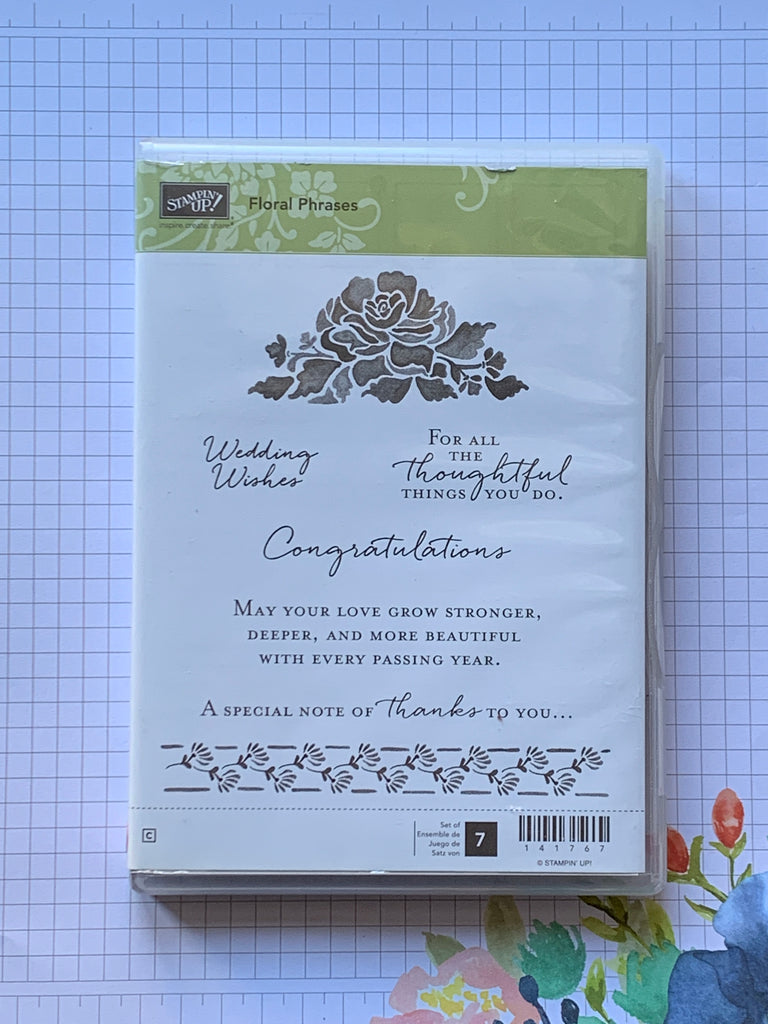 STAMPIN' UP!
inspire.create.share®
Floral Phrases
Wedding
Wishes
For all
the
thoughtful
things you do.
Congratulations
May your love grow stronger,
deeper, and more beautiful
with every passing year.
A special note of thanks to you...
C
Set of
Ensemble de
Juego de
Satz von
7
141767
© STAMPIN' UP!